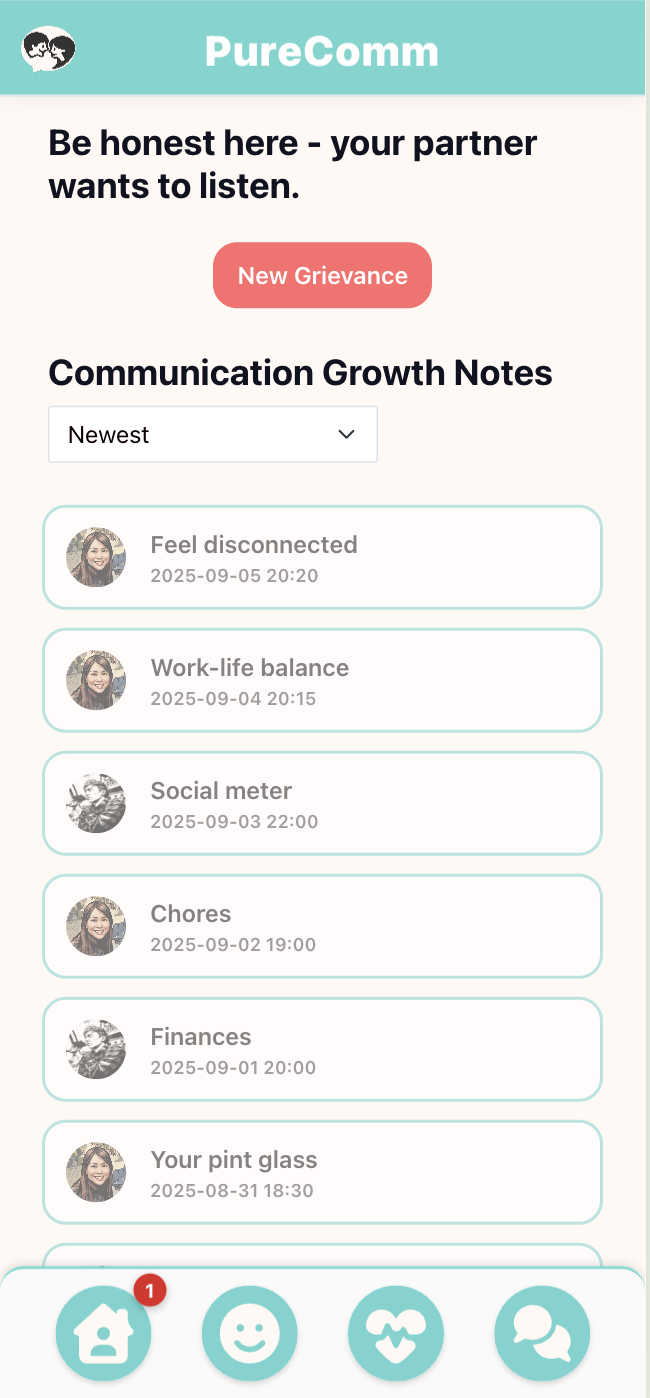 PureComm
Be honest here - your partner
wants to listen.
New Grievance
Communication Growth Notes
Newest
Feel disconnected
2025-09-05 20:20
Work-life balance
2025-09-04 20:15
Social meter
2025-09-03 22:00
Chores
2025-09-02 19:00
Finances
2025-09-01 20:00
Your pint glass
2025-08-31 18:30
1